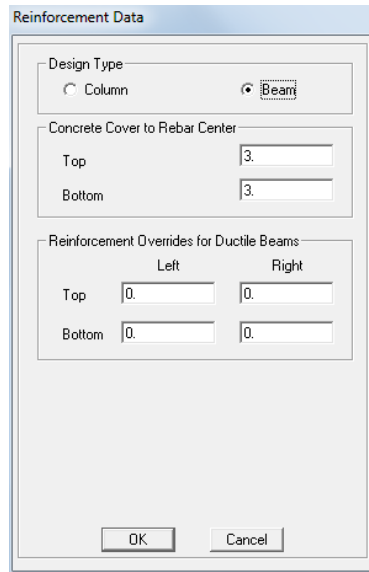 Reinforcement Data
Design Type
Column Beam
Concrete Cover to Rebar Center
Top 3.
Bottom 3.
Reinforcement Overrides for Ductile Beams
Left Right
Top 0. 0.
Bottom 0. 0.
OK Cancel